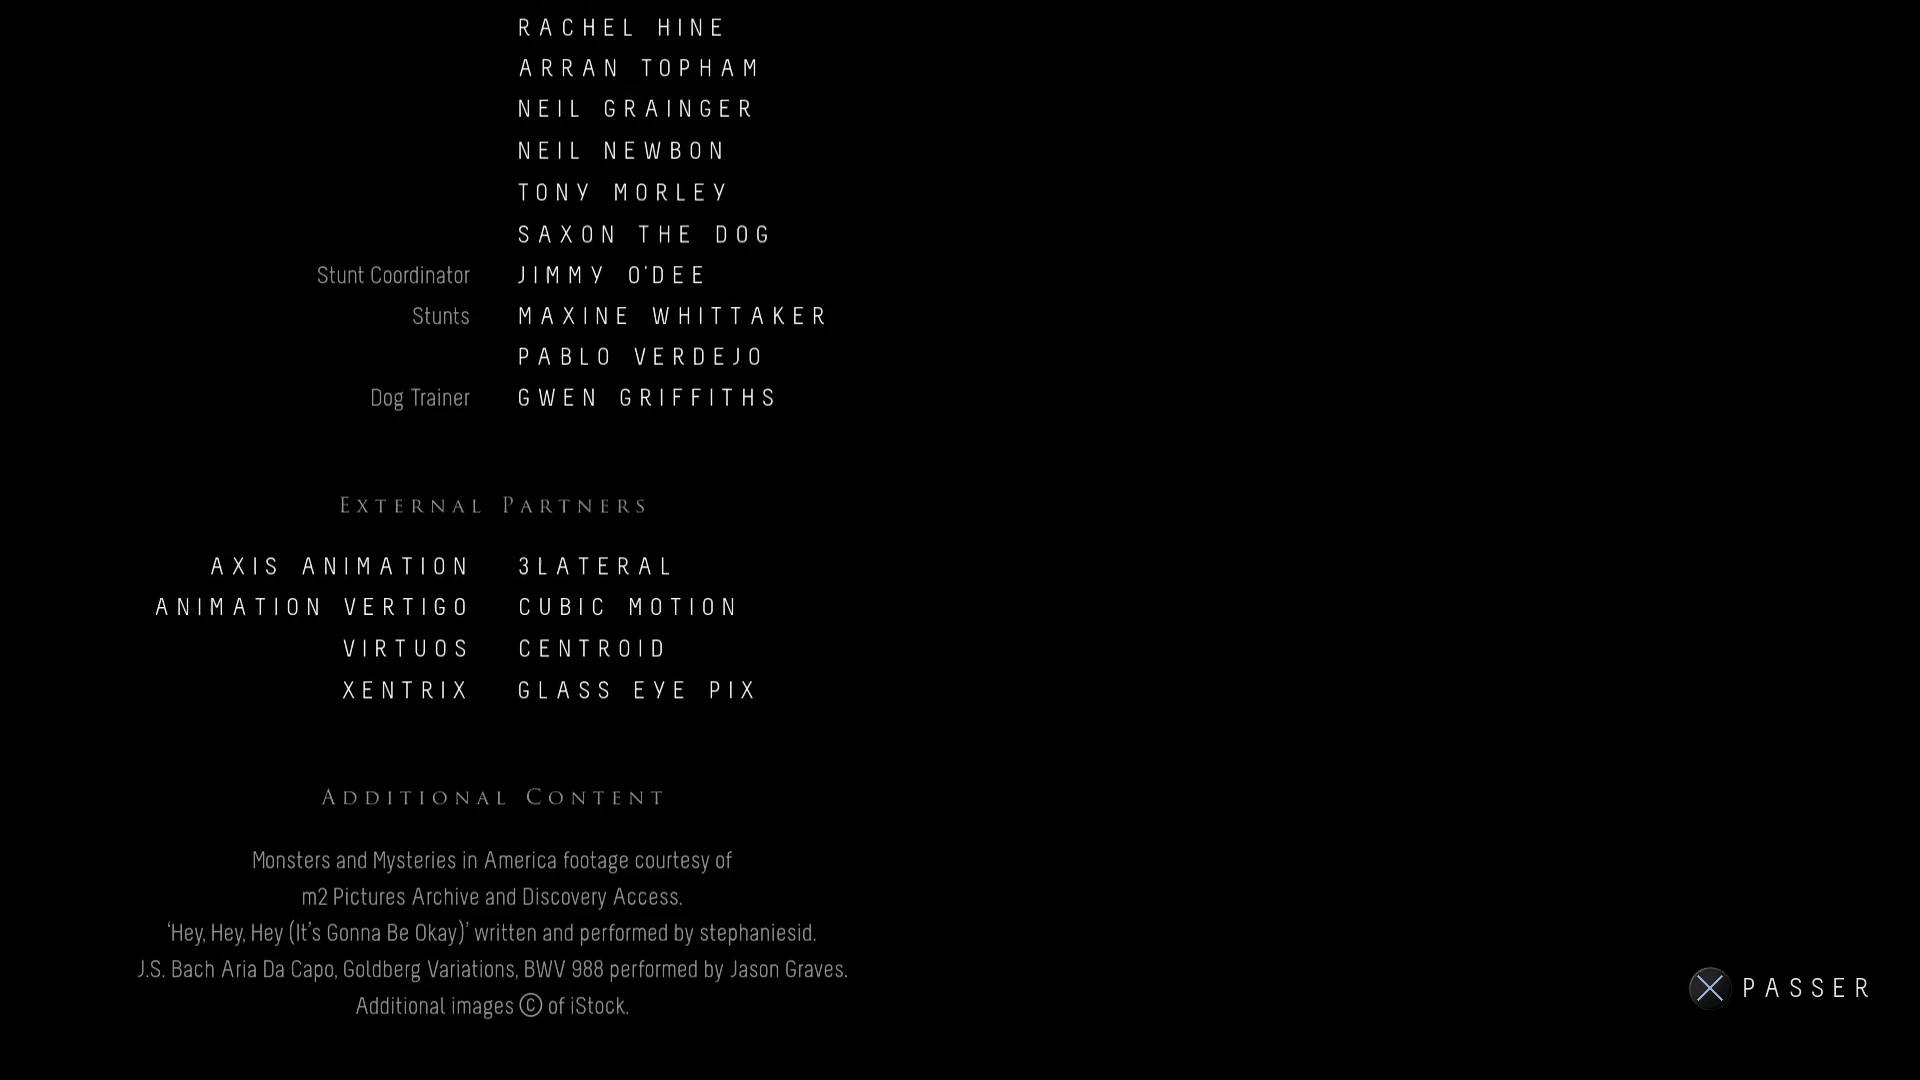 RACHEL HINE
ARRAN TOPHAM
NEIL GRAINGER
NEIL NEWBON
TONY MORLEY
SAXON THE DOG
Stunt Coordinator JIMMY O'DEE
Stunts MAXINE WHITTAKER
PABLO VERDEJO
Dog Trainer GWEN GRIFFITHS
EXTERNAL PARTNERS
AXIS ANIMATION 3LATERAL
ANIMATION VERTIGO CUBIC MOTION
VIRTUOS CENTROID
XENTRIX GLASS EYE PIX
ADDITIONAL CONTENT
Monsters and Mysteries in America footage courtesy of
m2 Pictures Archive and Discovery Access.
‘Hey, Hey, Hey (It’s Gonna Be Okay)’ written and performed by stephaniesid.
J.S. Bach Aria Da Capo, Goldberg Variations, BWV 988 performed by Jason Graves.
Additional images © of iStock.
PASSER